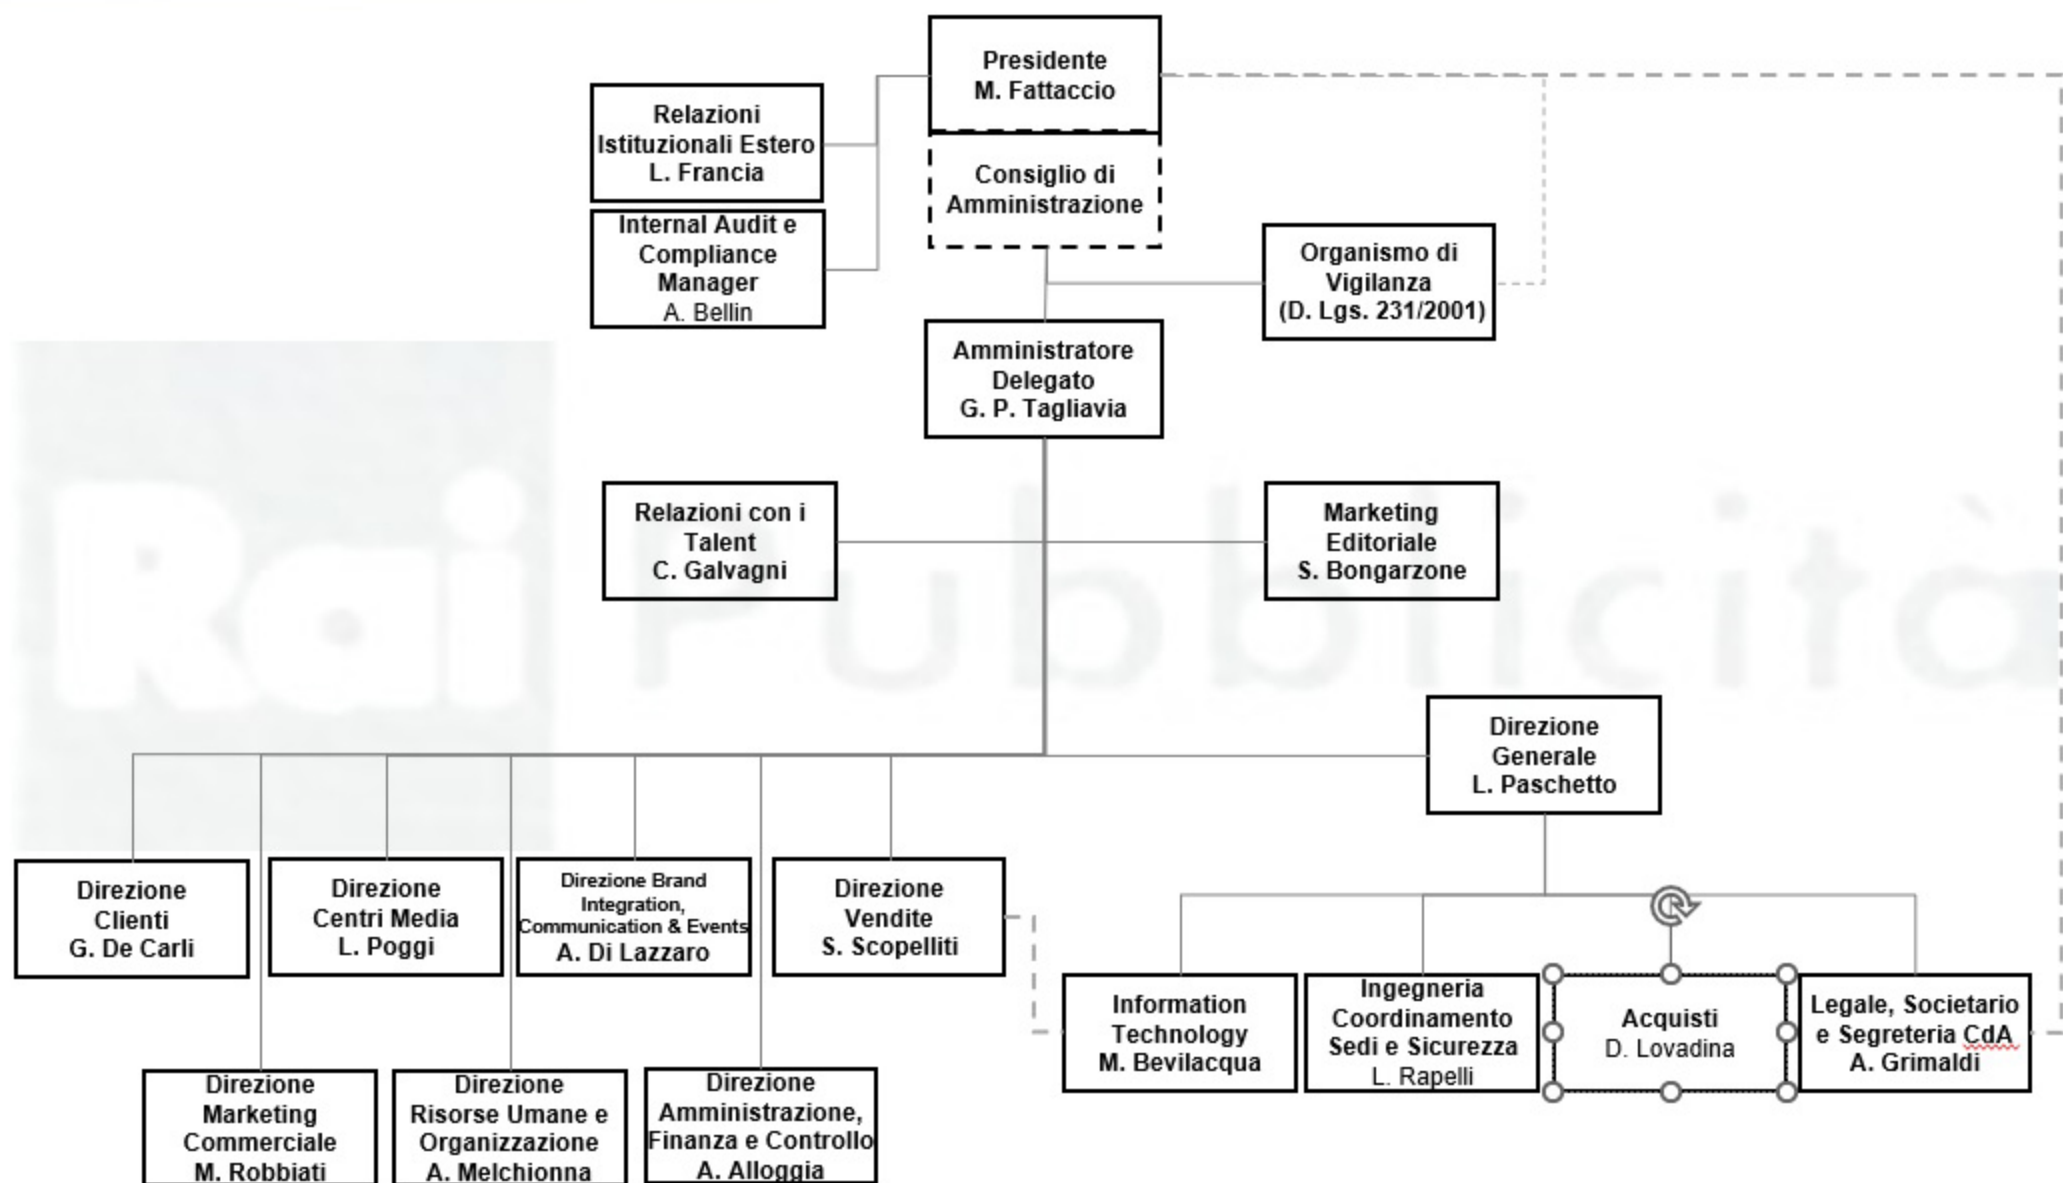 Presidente
M. Fattaccio
Relazioni
Istituzionali Estero
L. Francia
Consiglio di
Amministrazione
Internal Audit e
Compliance
Manager
A. Bellin
Organismo di
Vigilanza
(D. Lgs. 231/2001)
Amministratore
Delegato
G. P. Tagliavia
Relazioni con i
Talent
C. Galvagni
Marketing
Editoriale
S. Bongarzone
Rai Pubblicità
Direzione
Generale
L. Paschetto
Direzione
Clienti
G. De Carli
Direzione
Centri Media
L. Poggi
Direzione Brand
Integration,
Communication & Events
A. Di Lazzaro
Direzione
Vendite
S. Scopelliti
Information
Technology
M. Bevilacqua
Ingegneria
Coordinamento
Sedi e Sicurezza
L. Rapelli
Acquisti
D. Lovadina
Legale, Societario
e Segreteria CdA
A. Grimaldi
Direzione
Marketing
Commerciale
M. Robbiati
Direzione
Risorse Umane e
Organizzazione
A. Melchionna
Direzione
Amministrazione,
Finanza e Controllo
A. Alloggia